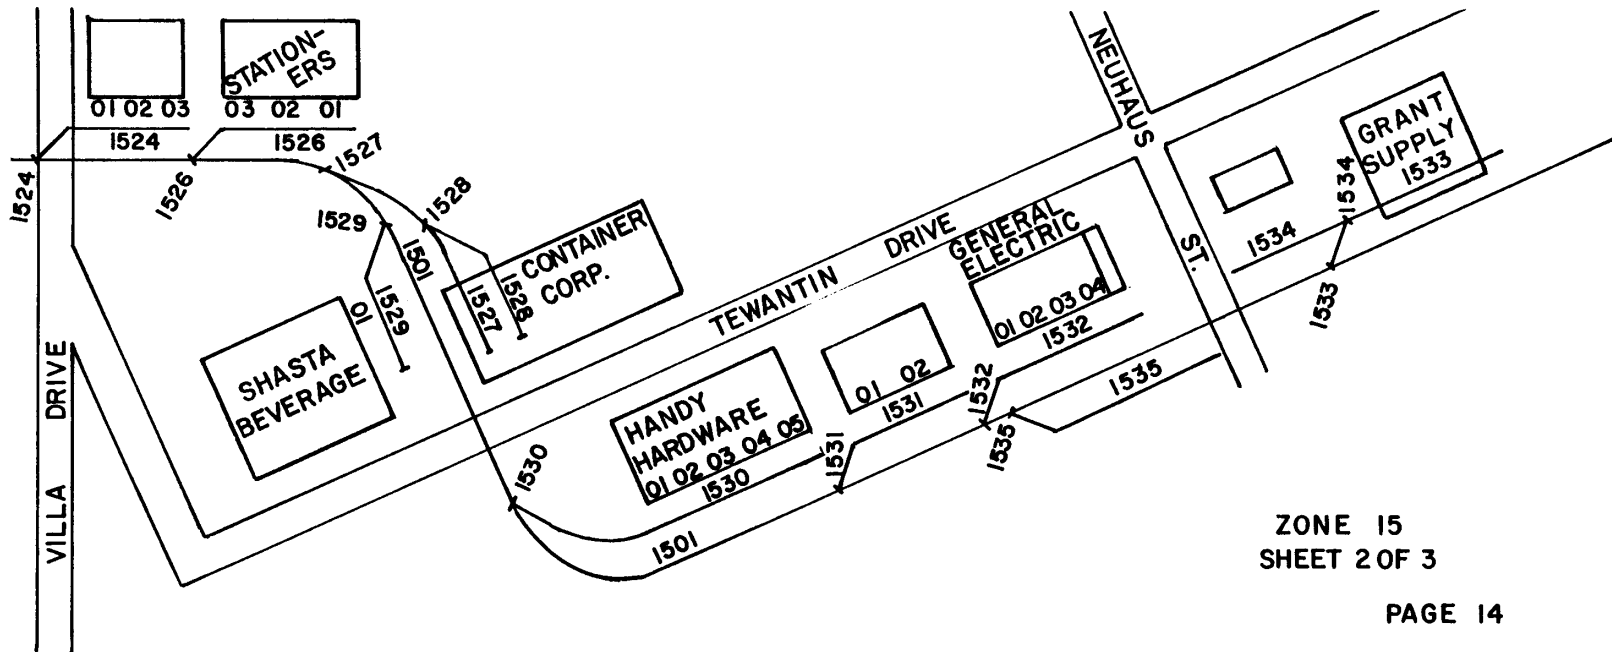 STATION-
ERS
01 02 03
03 02 01
1524
1526
1527
1524
1526
1528
1529
1501
1529
01
CONTAINER
CORP.
1527
1528
SHASTA
BEVERAGE
VILLA DRIVE
TEWANTIN DRIVE
NEUHAUS ST.
GRANT
SUPPLY
1533
1534
1534
1533
GENERAL
ELECTRIC
01 02 03 04
1532
01 02
1531
1532
1535
1535
HANDY
HARDWARE
01 02 03 04 05
1530
1531
1530
1501
ZONE 15
SHEET 2 OF 3
PAGE 14